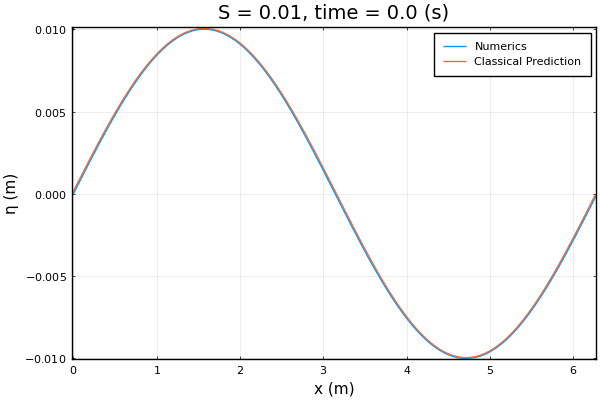 S = 0.01, time = 0.0 (s)
Numerics
Classical Prediction
0.010
0.005
0.000
−0.005
−0.010
η (m)
0 1 2 3 4 5 6
x (m)